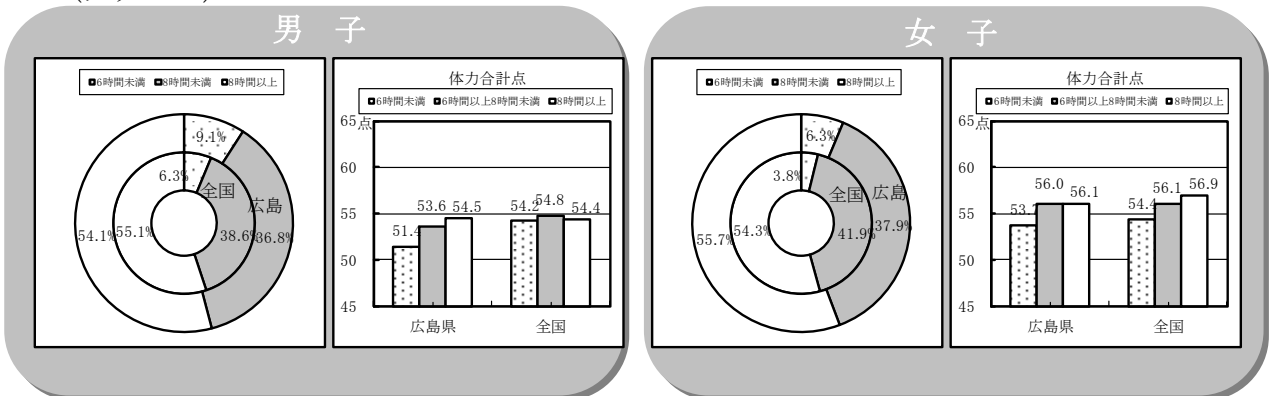 男 子
■6時間未満 ■8時間未満 ■8時間以上
9.1%
6.3%
全国
広島
54.1%
55.1%
38.6%
36.8%
体力合計点
■6時間未満 ■6時間以上8時間未満 ■8時間以上
65点
60
55
50
45
51.4
53.6
54.5
54.2
54.8
54.4
広島県
全国
女 子
■6時間未満 ■8時間未満 ■8時間以上
6.3%
3.8%
全国
広島
55.7%
54.3%
41.9%
37.9%
体力合計点
■6時間未満 ■6時間以上8時間未満 ■8時間以上
65点
60
55
50
45
56.0
56.1
54.4
56.1
56.9
広島県
全国